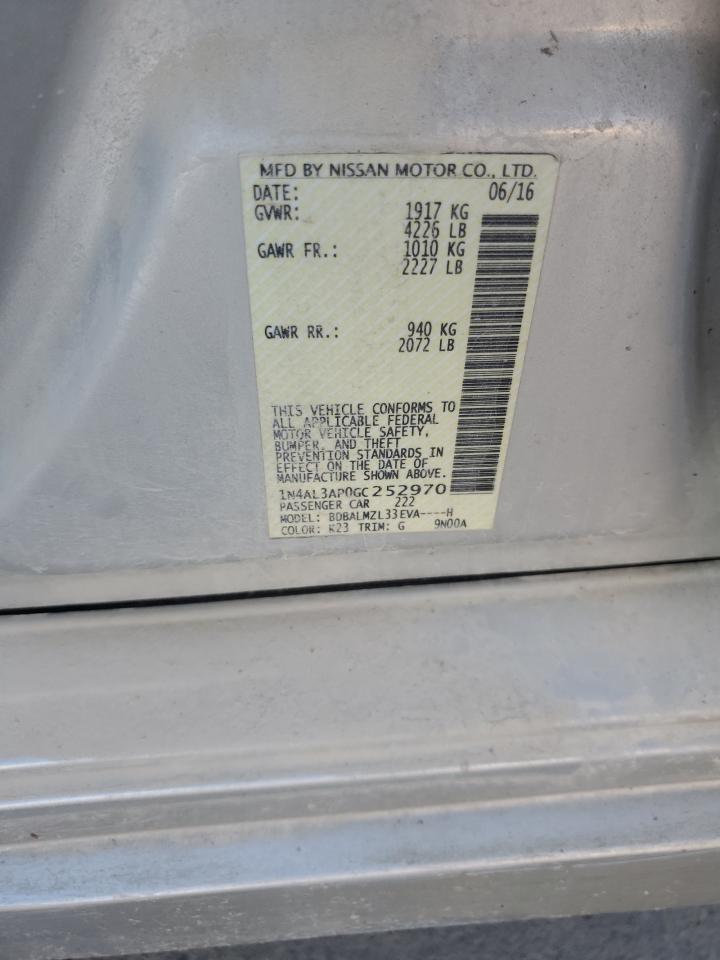 MFD BY NISSAN MOTOR CO., LTD.
DATE: 06/16
GVWR: 1917 KG
4226 LB
GAWR FR.: 1010 KG
2227 LB
GAWR RR.: 940 KG
2072 LB
THIS VEHICLE CONFORMS TO
ALL APPLICABLE FEDERAL
MOTOR VEHICLE SAFETY,
BUMPER, AND THEFT
PREVENTION STANDARDS IN
EFFECT ON THE DATE OF
MANUFACTURE SHOWN ABOVE.
1N4AL3AP0GC252970
PASSENGER CAR 222
MODEL: BDBALMZL33EVA----H
COLOR: K23 TRIM: G 9N00A